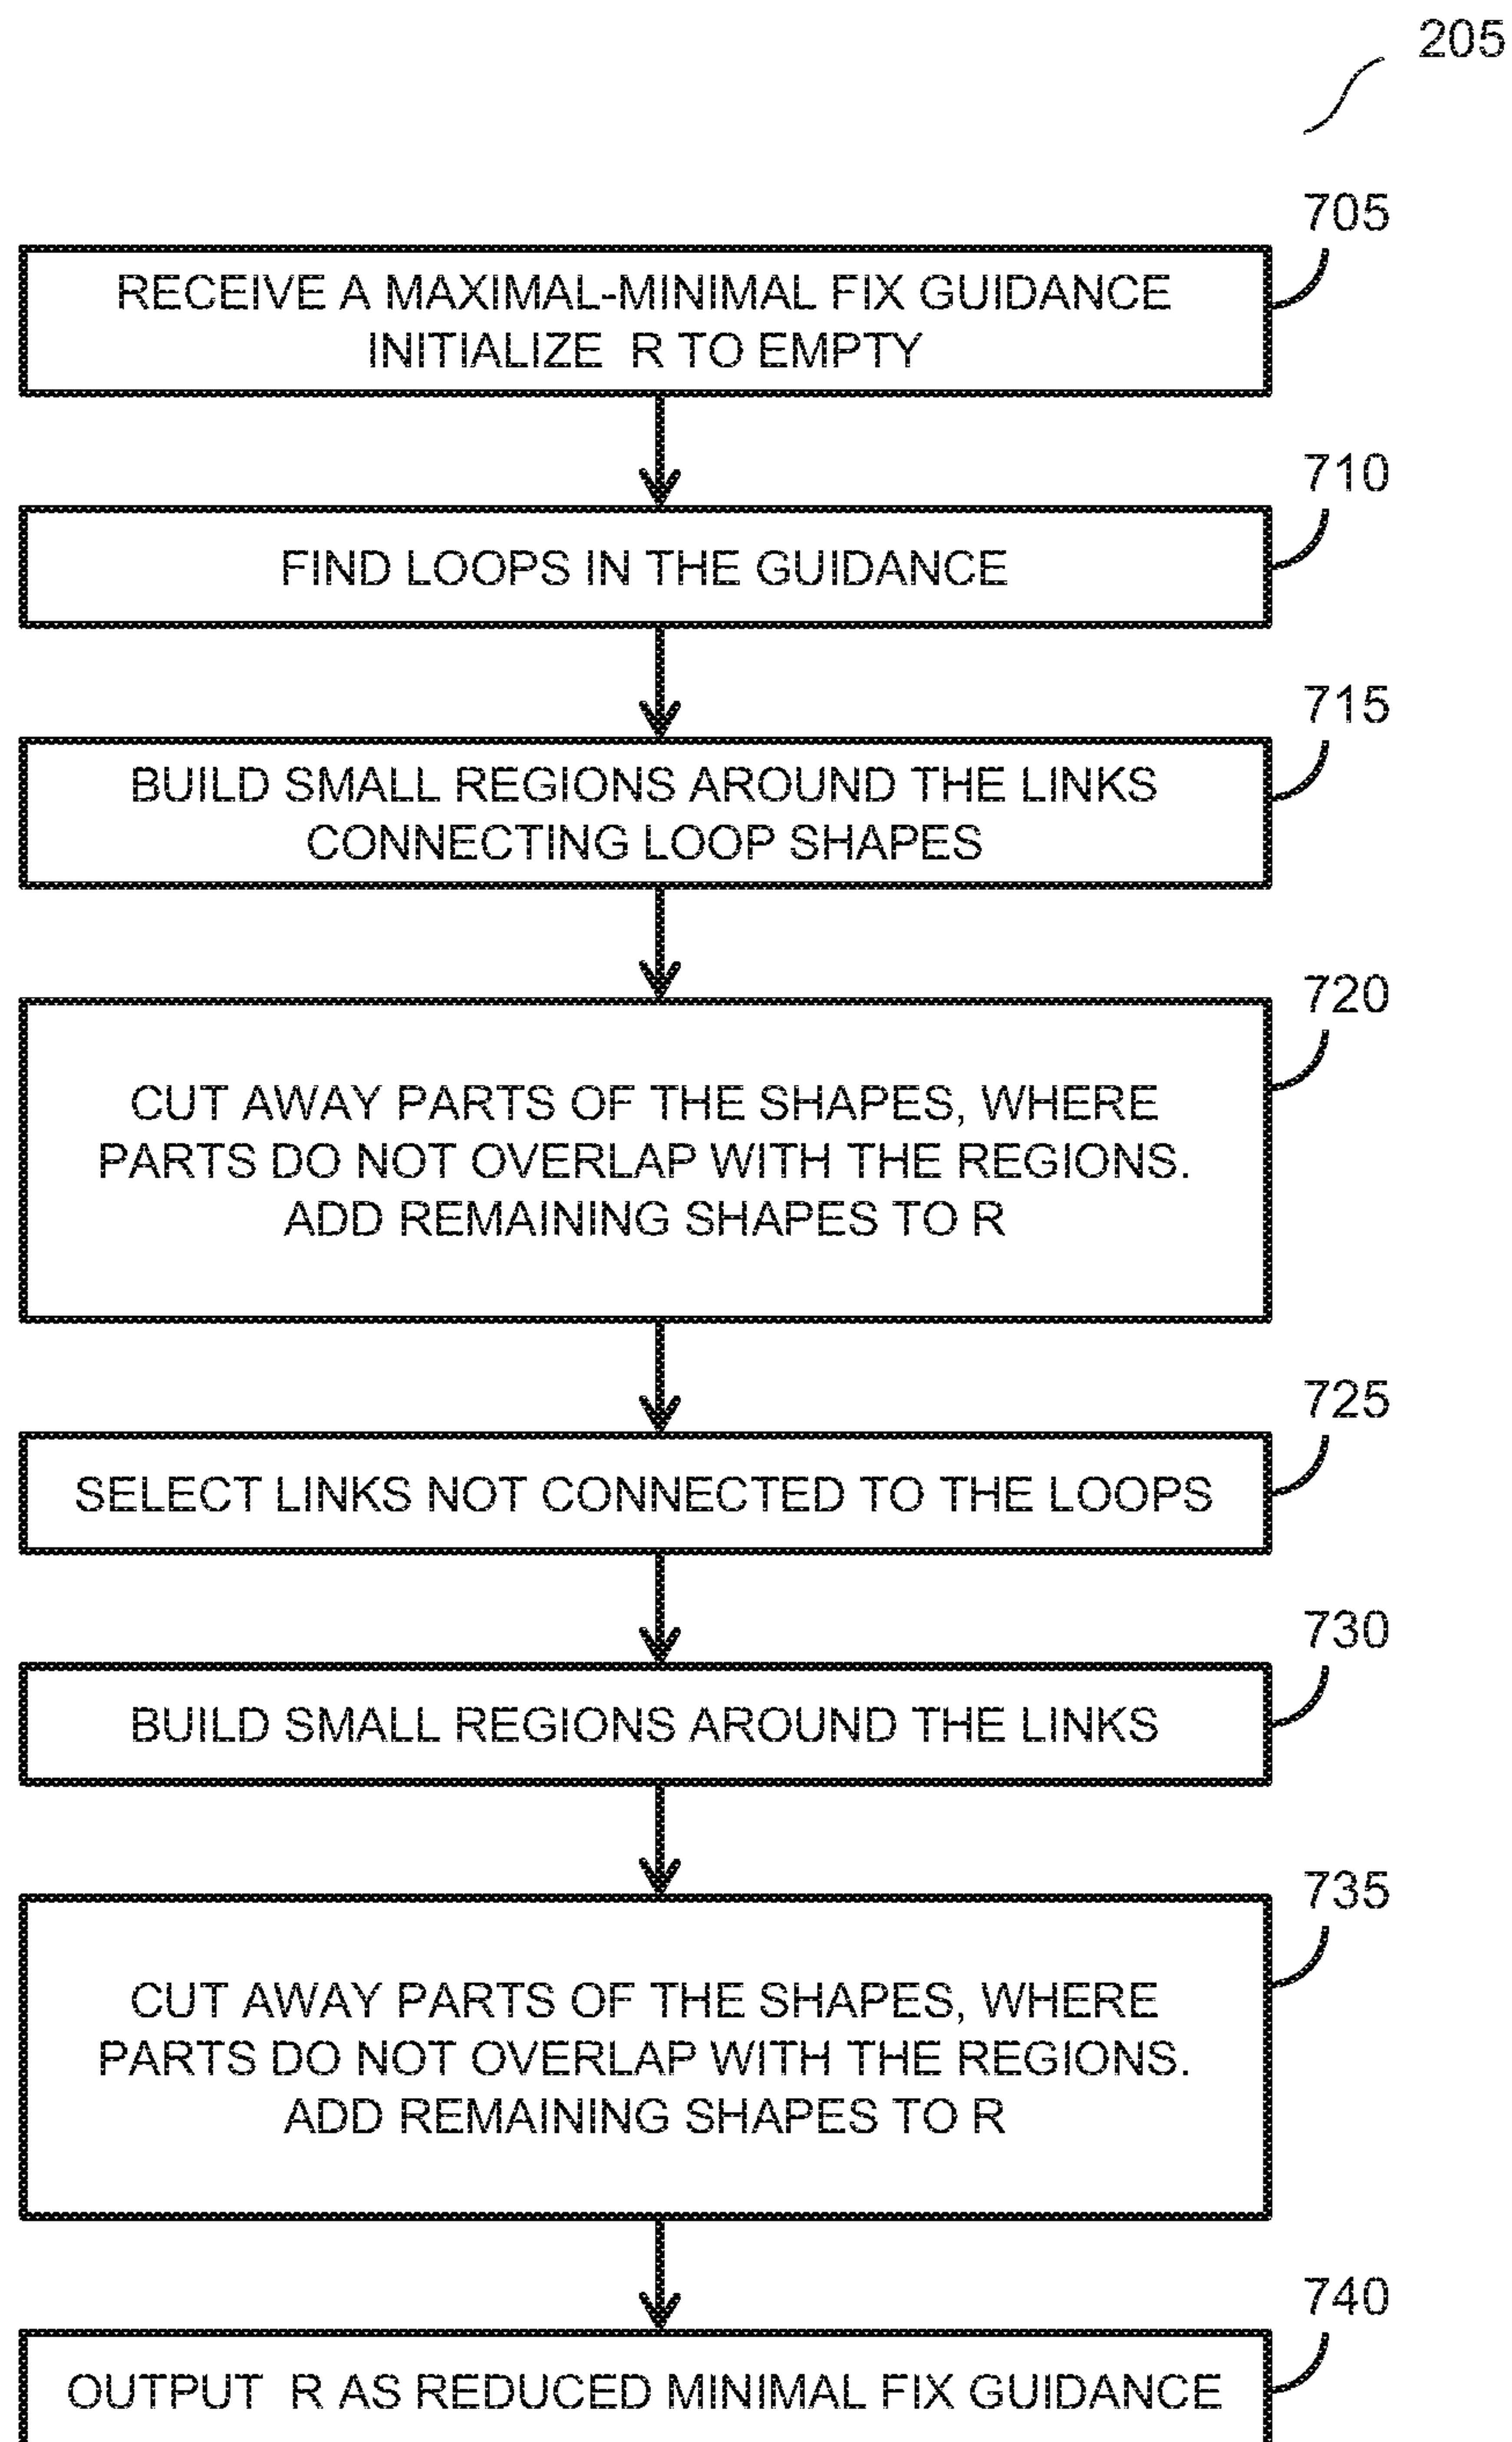 205
705
RECEIVE A MAXIMAL-MINIMAL FIX GUIDANCE
INITIALIZE R TO EMPTY
710
FIND LOOPS IN THE GUIDANCE
715
BUILD SMALL REGIONS AROUND THE LINKS
CONNECTING LOOP SHAPES
720
CUT AWAY PARTS OF THE SHAPES, WHERE
PARTS DO NOT OVERLAP WITH THE REGIONS.
ADD REMAINING SHAPES TO R
725
SELECT LINKS NOT CONNECTED TO THE LOOPS
730
BUILD SMALL REGIONS AROUND THE LINKS
735
CUT AWAY PARTS OF THE SHAPES, WHERE
PARTS DO NOT OVERLAP WITH THE REGIONS.
ADD REMAINING SHAPES TO R
740
OUTPUT R AS REDUCED MINIMAL FIX GUIDANCE